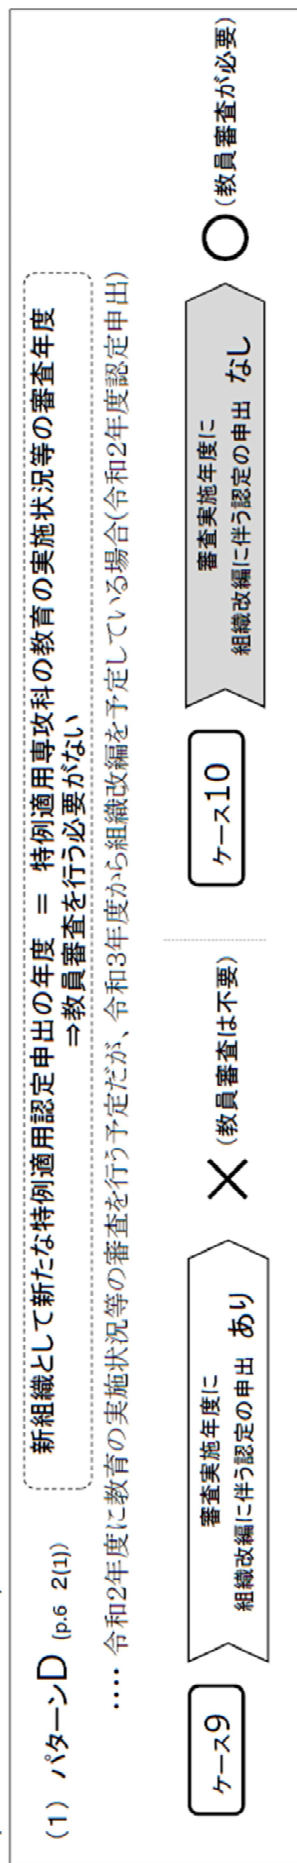 （１） パターンD (p.6 2(1))
新組織として新たな特例適用認定申出の年度 ＝ 特例適用専攻科の教育の実施状況等の審査年度
⇒教員審査を行う必要がない
‥‥ 令和2年度に教育の実施状況等の審査を行う予定だが、令和3年度から組織改編を予定している場合(令和2年度認定申出)
ケース9
審査実施年度に
組織改編に伴う認定の申出 あり
×
（教員審査は不要）
ケース10
審査実施年度に
組織改編に伴う認定の申出 なし
○
（教員審査が必要）